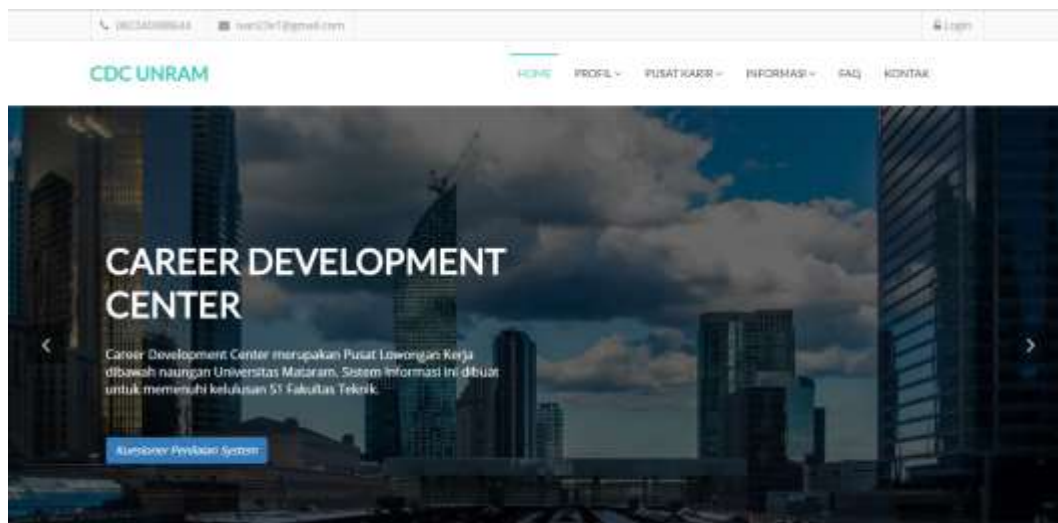 Login
CDC UNRAM
HOME PROFIL PUSAT KARIR INFORMASI FAQ KONTAK
CAREER DEVELOPMENT
CENTER
Career Development Center merupakan Pusat Lowongan Kerja
dibawah naungan Universitas Mataram. Sistem Informasi ini dibuat
untuk memenuhi kelulusan S1 Fakultas Teknik.
Kuesioner Penilaian System